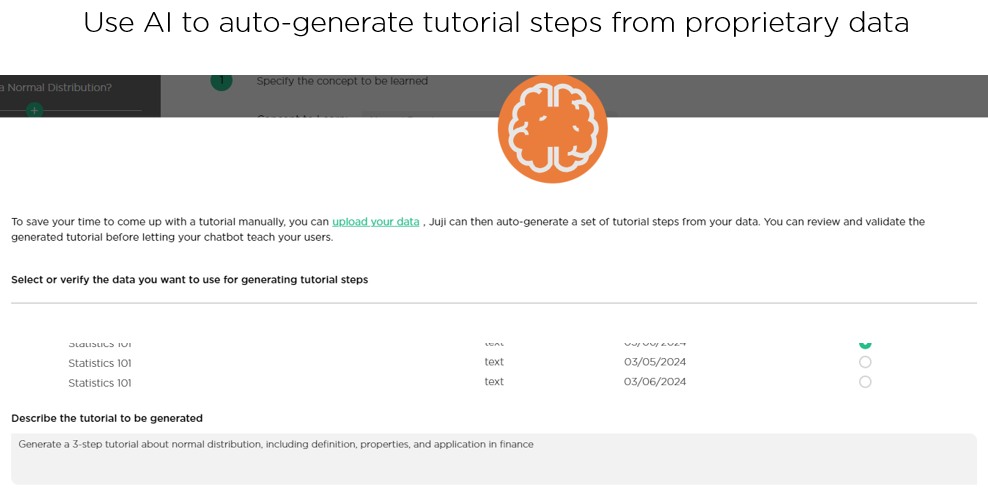 Use AI to auto-generate tutorial steps from proprietary data
a Normal Distribution?
1 Specify the concept to be learned
To save your time to come up with a tutorial manually, you can upload your data , Juji can then auto-generate a set of tutorial steps from your data. You can review and validate the
generated tutorial before letting your chatbot teach your users.
Select or verify the data you want to use for generating tutorial steps
Statistics 101 text
Statistics 101 text 03/05/2024
Statistics 101 text 03/06/2024
Describe the tutorial to be generated
Generate a 3-step tutorial about normal distribution, including definition, properties, and application in finance